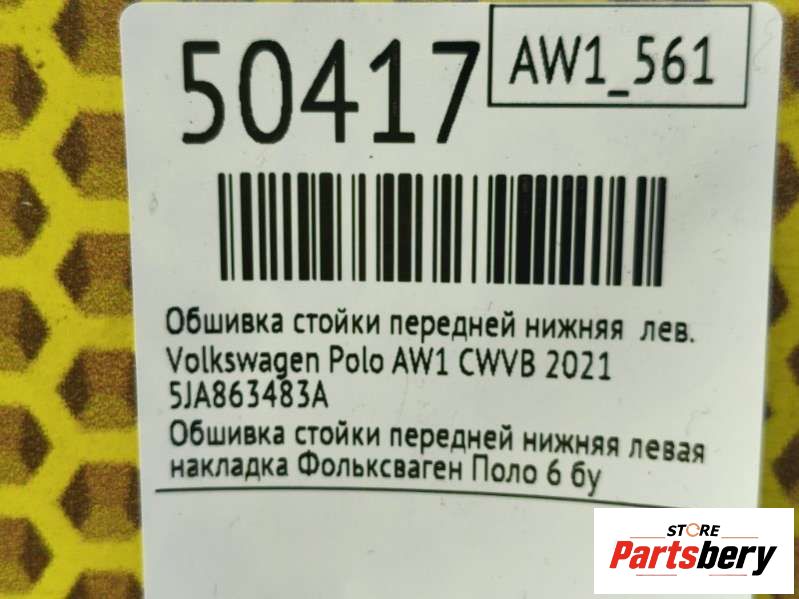 50417
AW1_561
Обшивка стойки передней нижняя лев.
Volkswagen Polo AW1 CWVB 2021
5JA863483A
Обшивка стойки передней нижняя левая
накладка Фольксваген Поло 6 бу
STORE
Partsbery